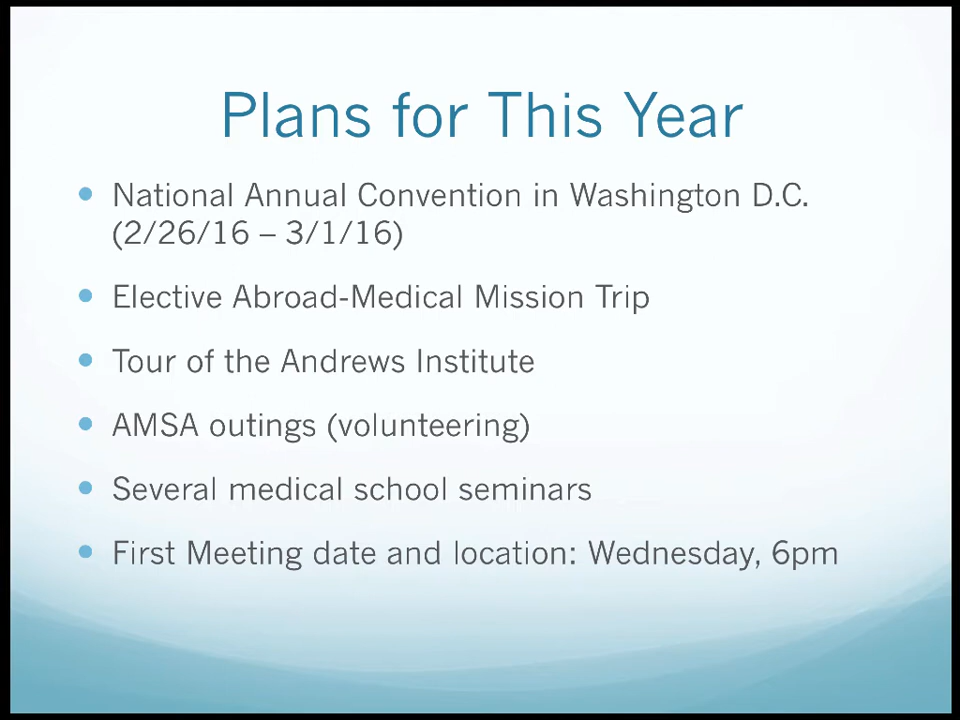 Plans for This Year
National Annual Convention in Washington D.C.
(2/26/16 – 3/1/16)
Elective Abroad-Medical Mission Trip
Tour of the Andrews Institute
AMSA outings (volunteering)
Several medical school seminars
First Meeting date and location: Wednesday, 6pm